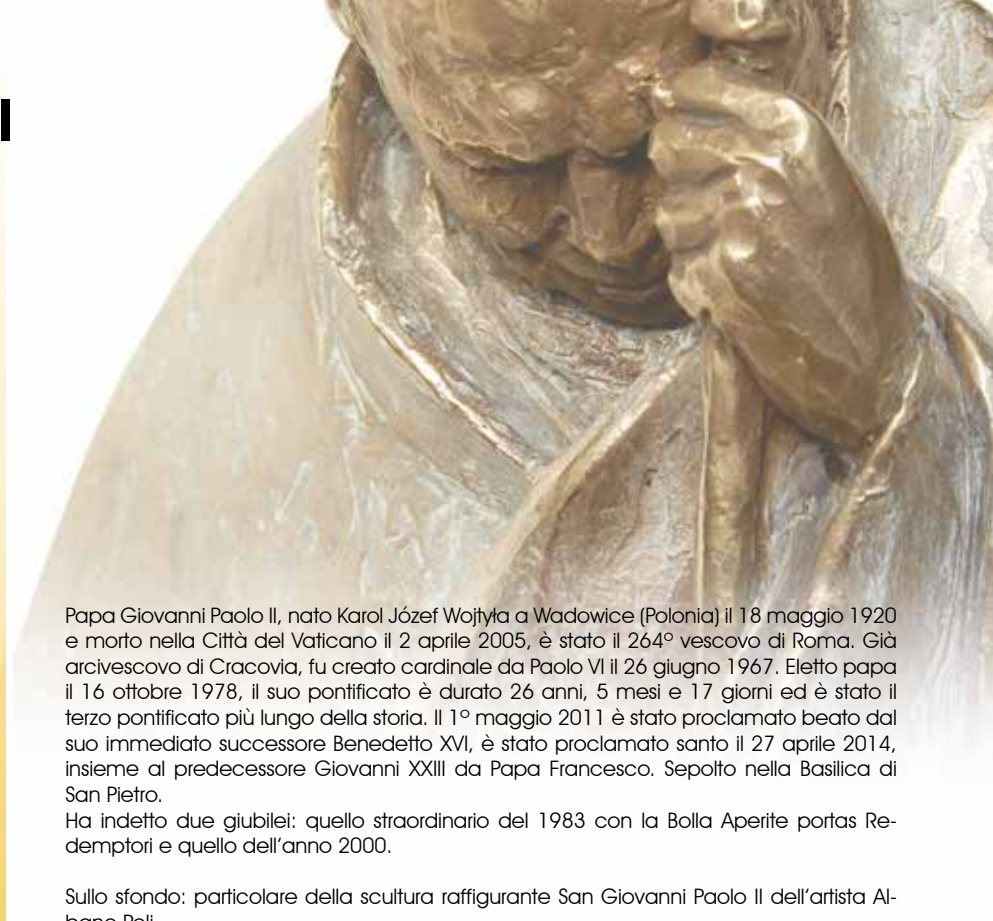 Papa Giovanni Paolo II, nato Karol Józef Wojtyła a Wadowice (Polonia) il 18 maggio 1920
e morto nella Città del Vaticano il 2 aprile 2005, è stato il 264º vescovo di Roma. Già
arcivescovo di Cracovia, fu creato cardinale da Paolo VI il 26 giugno 1967. Eletto papa
il 16 ottobre 1978, il suo pontificato è durato 26 anni, 5 mesi e 17 giorni ed è stato il
terzo pontificato più lungo della storia. Il 1º maggio 2011 è stato proclamato beato dal
suo immediato successore Benedetto XVI, è stato proclamato santo il 27 aprile 2014,
insieme al predecessore Giovanni XXIII da Papa Francesco. Sepolto nella Basilica di
San Pietro.
Ha indetto due giubilei: quello straordinario del 1983 con la Bolla Aperite portas Re-
demptori e quello dell'anno 2000.
Sullo sfondo: particolare della scultura raffigurante San Giovanni Paolo II dell'artista Al-
bano Poli